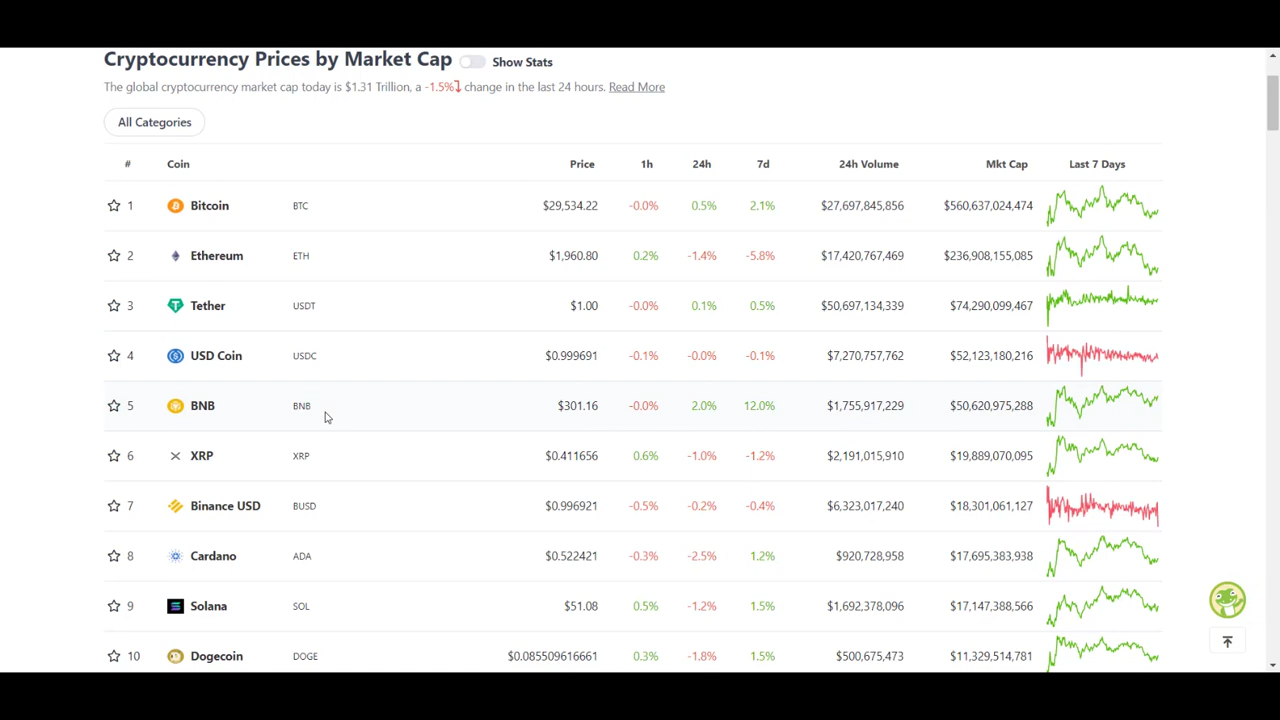 Cryptocurrency Prices by Market Cap Show Stats
The global cryptocurrency market cap today is $1.31 Trillion, a -1.5% change in the last 24 hours. Read More
All Categories
# Coin Price 1h 24h 7d 24h Volume Mkt Cap Last 7 Days
1 Bitcoin BTC $29,534.22 -0.0% 0.5% 2.1% $27,697,845,856 $560,637,024,474
2 Ethereum ETH $1,960.80 0.2% -1.4% -5.8% $17,420,767,469 $236,908,155,085
3 Tether USDT $1.00 -0.0% 0.1% 0.5% $50,697,134,339 $74,290,099,467
4 USD Coin USDC $0.999691 -0.1% -0.0% -0.1% $7,270,757,762 $52,123,180,216
5 BNB BNB $301.16 -0.0% 2.0% 12.0% $1,755,917,229 $50,620,975,288
6 XRP XRP $0.411656 0.6% -1.0% -1.2% $2,191,015,910 $19,889,070,095
7 Binance USD BUSD $0.996921 -0.5% -0.2% -0.4% $6,323,017,240 $18,301,061,127
8 Cardano ADA $0.522421 -0.3% -2.5% 1.2% $920,728,958 $17,695,383,938
9 Solana SOL $51.08 0.5% -1.2% 1.5% $1,692,378,096 $17,147,388,566
10 Dogecoin DOGE $0.085509616661 0.3% -1.8% 1.5% $500,675,473 $11,329,514,781